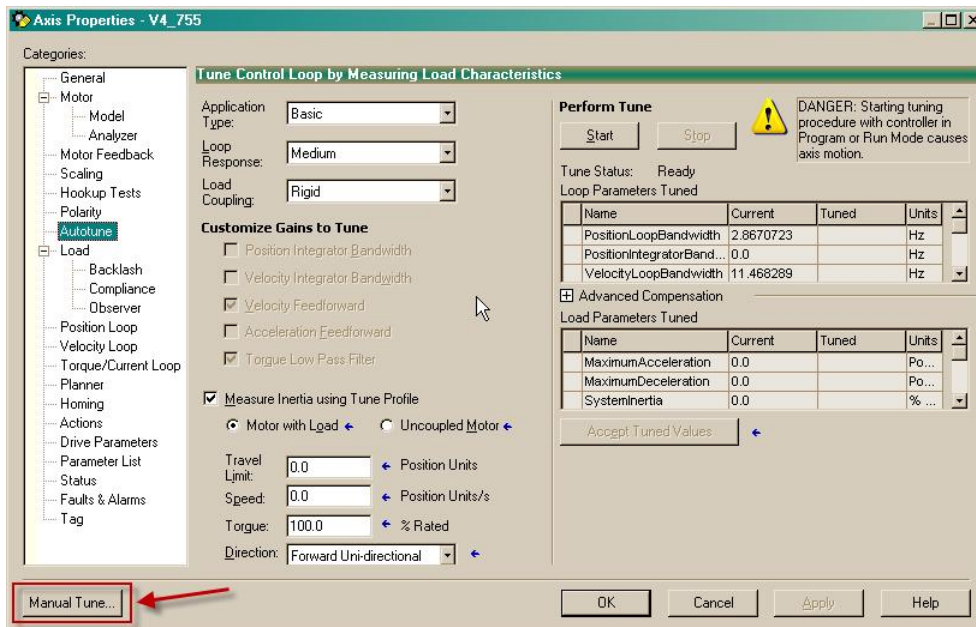 Axis Properties - V4_755
Categories:
General
Motor
Model
Analyzer
Motor Feedback
Scaling
Hookup Tests
Polarity
Autotune
Load
Backlash
Compliance
Observer
Position Loop
Velocity Loop
Torque/Current Loop
Planner
Homing
Actions
Drive Parameters
Parameter List
Status
Faults & Alarms
Tag
Tune Control Loop by Measuring Load Characteristics
Application Type: Basic
Loop Response: Medium
Load Coupling: Rigid
Customize Gains to Tune
Position Integrator Bandwidth
Velocity Integrator Bandwidth
Velocity Feedforward
Acceleration Feedforward
Torque Low Pass Filter
Measure Inertia using Tune Profile
Motor with Load Uncoupled Motor
Travel Limit: 0.0 Position Units
Speed: 0.0 Position Units/s
Torque: 100.0 % Rated
Direction: Forward Uni-directional
Perform Tune
Start Stop
DANGER: Starting tuning
procedure with controller in
Program or Run Mode causes
axis motion.
Tune Status: Ready
Loop Parameters Tuned
Name Current Tuned Units
PositionLoopBandwidth 2.8670723 Hz
PositionIntegratorBand... 0.0 Hz
VelocityLoopBandwidth 11.468289 Hz
Advanced Compensation
Load Parameters Tuned
Name Current Tuned Units
MaximumAcceleration 0.0 Po...
MaximumDeceleration 0.0 Po...
SystemInertia 0.0 % ...
Accept Tuned Values
Manual Tune... OK Cancel Apply Help